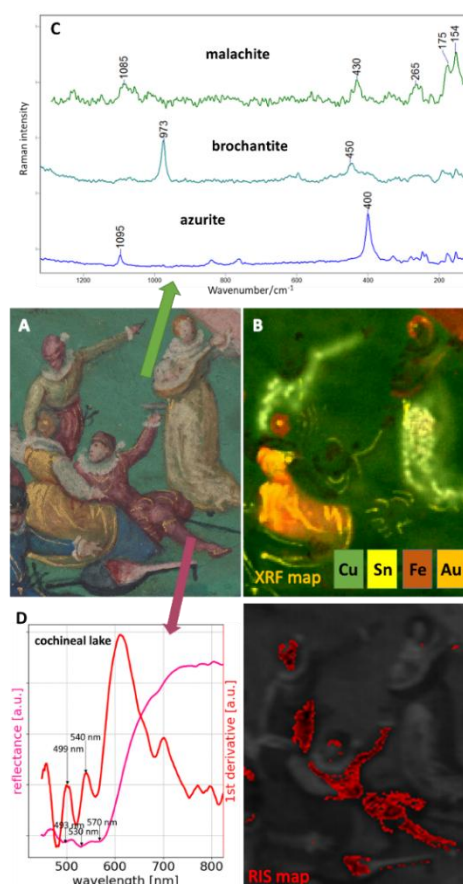 C
malachite
1085
430
265
175
154
Raman intensity
973
brochantite
450
azurite
1095
400
1200
1000
800
600
400
200
Wavenumber/cm⁻¹
A
B
XRF map
Cu
Sn
Fe
Au
D
cochineal lake
reflectance [a.u.]
1st derivative [a.u.]
540 nm
499 nm
493 nm
530 nm
570 nm
500
600
700
800
wavelength [nm]
RIS map